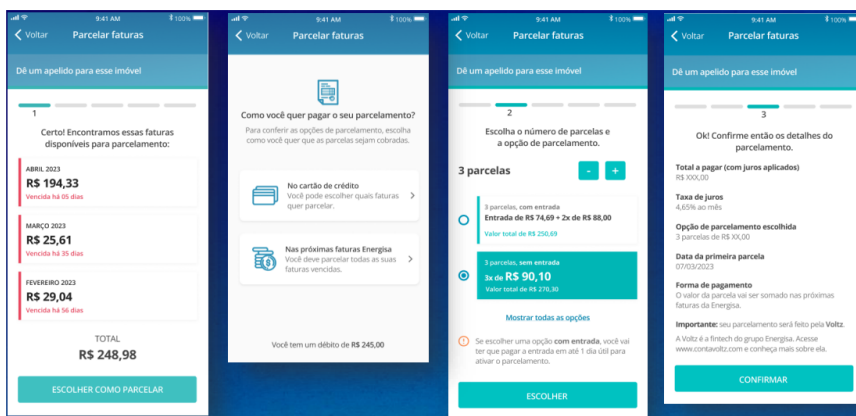 9:41 AM
100%
Voltar
Parcelar faturas
Dê um apelido para esse imóvel
1
Certo! Encontramos essas faturas
disponíveis para parcelamento:
ABRIL 2023
R$ 194,33
Vencida há 05 dias
MARÇO 2023
R$ 25,61
Vencida há 35 dias
FEVEREIRO 2023
R$ 29,04
Vencida há 56 dias
TOTAL
R$ 248,98
ESCOLHER COMO PARCELAR
9:41 AM
100%
Voltar
Parcelar faturas
Como você quer pagar o seu parcelamento?
Para conferir as opções de parcelamento, escolha
como você quer que as parcelas sejam cobradas.
No cartão de crédito
Você pode escolher quais faturas
quer parcelar.
Nas próximas faturas Energisa
Você deve parcelar todas as suas
faturas vencidas.
Você tem um débito de R$ 245,00
9:41 AM
100%
Voltar
Parcelar faturas
Dê um apelido para esse imóvel
2
Escolha o número de parcelas e
a opção de parcelamento.
3 parcelas
- +
3 parcelas, com entrada
Entrada de R$ 74,69 + 2x de R$ 88,00
Valor total de R$ 250,69
3 parcelas, sem entrada
3x de R$ 90,10
Valor total de R$ 270,30
Mostrar todas as opções
Se escolher uma opção com entrada, você vai
ter que pagar a entrada em até 1 dia útil para
ativar o parcelamento.
ESCOLHER
9:41 AM
100%
Voltar
Parcelar faturas
Dê um apelido para esse imóvel
3
Ok! Confirme então os detalhes do
parcelamento.
Total a pagar (com juros aplicados)
R$ XXX,00
Taxa de juros
4,65% ao mês
Opção de parcelamento escolhida
3 parcelas de R$ XX,00
Data da primeira parcela
07/03/2023
Forma de pagamento
O valor da parcela vai ser somado nas próximas
faturas da Energisa.
Importante: seu parcelamento será feito pela Voltz.
A Voltz é a fintech do grupo Energisa. Acesse
www.contavoltz.com e conheça mais sobre ela.
CONFIRMAR